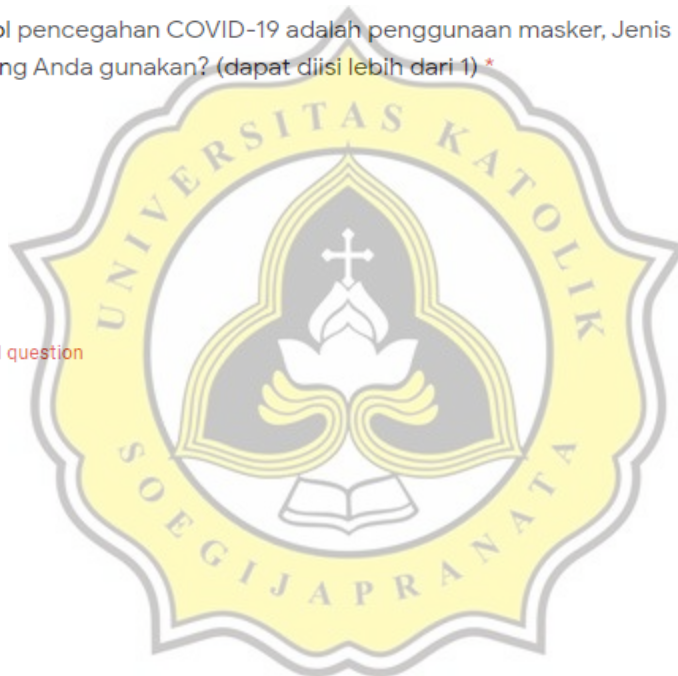 ol pencegahan COVID-19 adalah penggunaan masker, Jenis
ng Anda gunakan? (dapat diisi lebih dari 1) *
UNIVERSITAS KATOLIK
question
SOEGIJAPRANATA